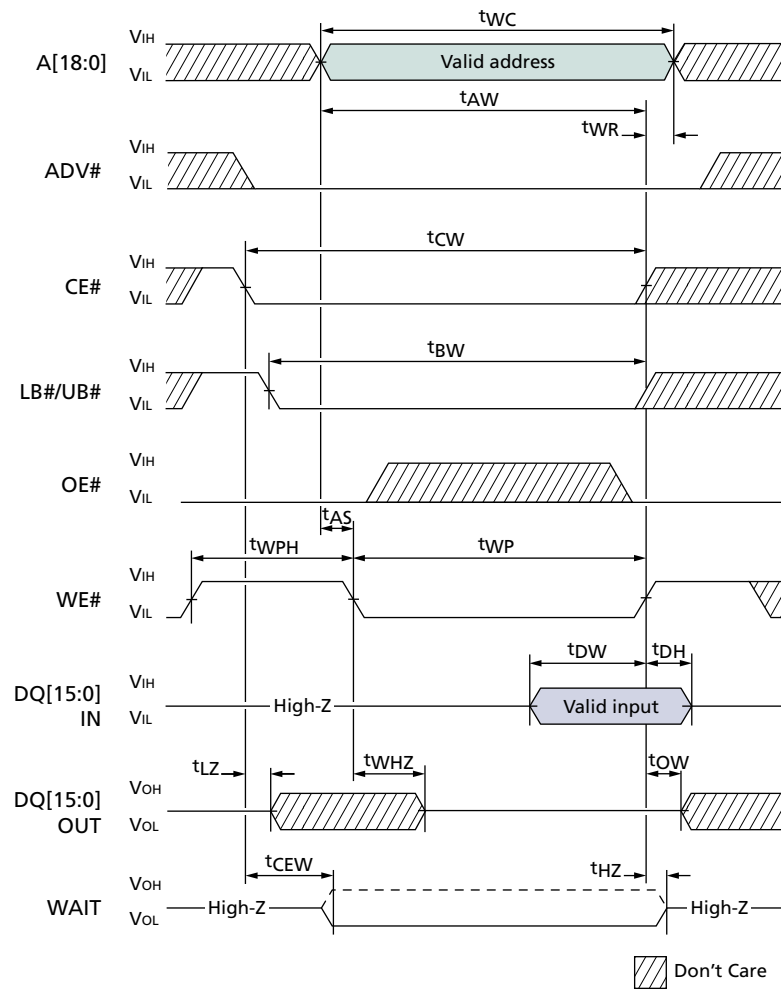 tWC
VIH
A[18:0]
Valid address
VIL
tAW
tWR
VIH
ADV#
VIL
tCW
VIH
CE#
VIL
tBW
VIH
LB#/UB#
VIL
VIH
OE#
VIL
tAS
tWPH
tWP
VIH
WE#
VIL
tDW
tDH
VIH
DQ[15:0]
IN
High-Z
Valid input
VIL
tLZ
tWHZ
tOW
VOH
DQ[15:0]
OUT
VOL
tCEW
tHZ
VOH
WAIT
High-Z
High-Z
VOL
Don't Care